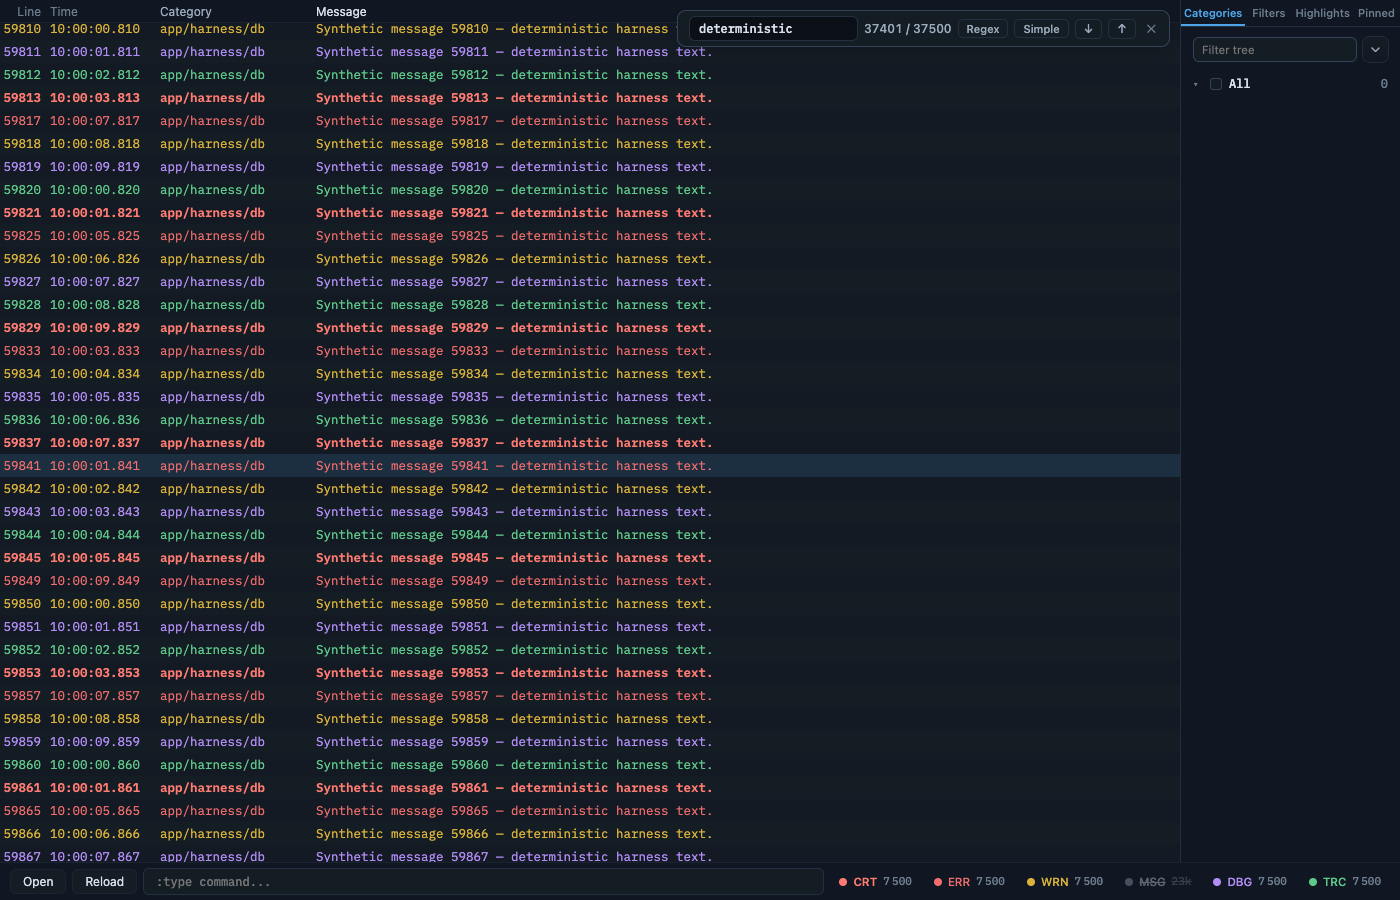 Line Time Category Message
59810 10:00:00.810 app/harness/db Synthetic message 59810 — deterministic harness
deterministic 37401 / 37500 Regex Simple ↓ ↑ ×
59811 10:00:01.811 app/harness/db Synthetic message 59811 — deterministic harness text.
59812 10:00:02.812 app/harness/db Synthetic message 59812 — deterministic harness text.
59813 10:00:03.813 app/harness/db Synthetic message 59813 — deterministic harness text.
59817 10:00:07.817 app/harness/db Synthetic message 59817 — deterministic harness text.
59818 10:00:08.818 app/harness/db Synthetic message 59818 — deterministic harness text.
59819 10:00:09.819 app/harness/db Synthetic message 59819 — deterministic harness text.
59820 10:00:00.820 app/harness/db Synthetic message 59820 — deterministic harness text.
59821 10:00:01.821 app/harness/db Synthetic message 59821 — deterministic harness text.
59825 10:00:05.825 app/harness/db Synthetic message 59825 — deterministic harness text.
59826 10:00:06.826 app/harness/db Synthetic message 59826 — deterministic harness text.
59827 10:00:07.827 app/harness/db Synthetic message 59827 — deterministic harness text.
59828 10:00:08.828 app/harness/db Synthetic message 59828 — deterministic harness text.
59829 10:00:09.829 app/harness/db Synthetic message 59829 — deterministic harness text.
59833 10:00:03.833 app/harness/db Synthetic message 59833 — deterministic harness text.
59834 10:00:04.834 app/harness/db Synthetic message 59834 — deterministic harness text.
59835 10:00:05.835 app/harness/db Synthetic message 59835 — deterministic harness text.
59836 10:00:06.836 app/harness/db Synthetic message 59836 — deterministic harness text.
59837 10:00:07.837 app/harness/db Synthetic message 59837 — deterministic harness text.
59841 10:00:01.841 app/harness/db Synthetic message 59841 — deterministic harness text.
59842 10:00:02.842 app/harness/db Synthetic message 59842 — deterministic harness text.
59843 10:00:03.843 app/harness/db Synthetic message 59843 — deterministic harness text.
59844 10:00:04.844 app/harness/db Synthetic message 59844 — deterministic harness text.
59845 10:00:05.845 app/harness/db Synthetic message 59845 — deterministic harness text.
59849 10:00:09.849 app/harness/db Synthetic message 59849 — deterministic harness text.
59850 10:00:00.850 app/harness/db Synthetic message 59850 — deterministic harness text.
59851 10:00:01.851 app/harness/db Synthetic message 59851 — deterministic harness text.
59852 10:00:02.852 app/harness/db Synthetic message 59852 — deterministic harness text.
59853 10:00:03.853 app/harness/db Synthetic message 59853 — deterministic harness text.
59857 10:00:07.857 app/harness/db Synthetic message 59857 — deterministic harness text.
59858 10:00:08.858 app/harness/db Synthetic message 59858 — deterministic harness text.
59859 10:00:09.859 app/harness/db Synthetic message 59859 — deterministic harness text.
59860 10:00:00.860 app/harness/db Synthetic message 59860 — deterministic harness text.
59861 10:00:01.861 app/harness/db Synthetic message 59861 — deterministic harness text.
59865 10:00:05.865 app/harness/db Synthetic message 59865 — deterministic harness text.
59866 10:00:06.866 app/harness/db Synthetic message 59866 — deterministic harness text.
59867 10:00:07.867 app/harness/db Synthetic message 59867 — deterministic harness text.
Categories Filters Highlights Pinned
Filter tree
All 0
Open Reload :type command... CRT 7 500 ERR 7 500 WRN 7 500 MSG 23k DBG 7 500 TRC 7 500